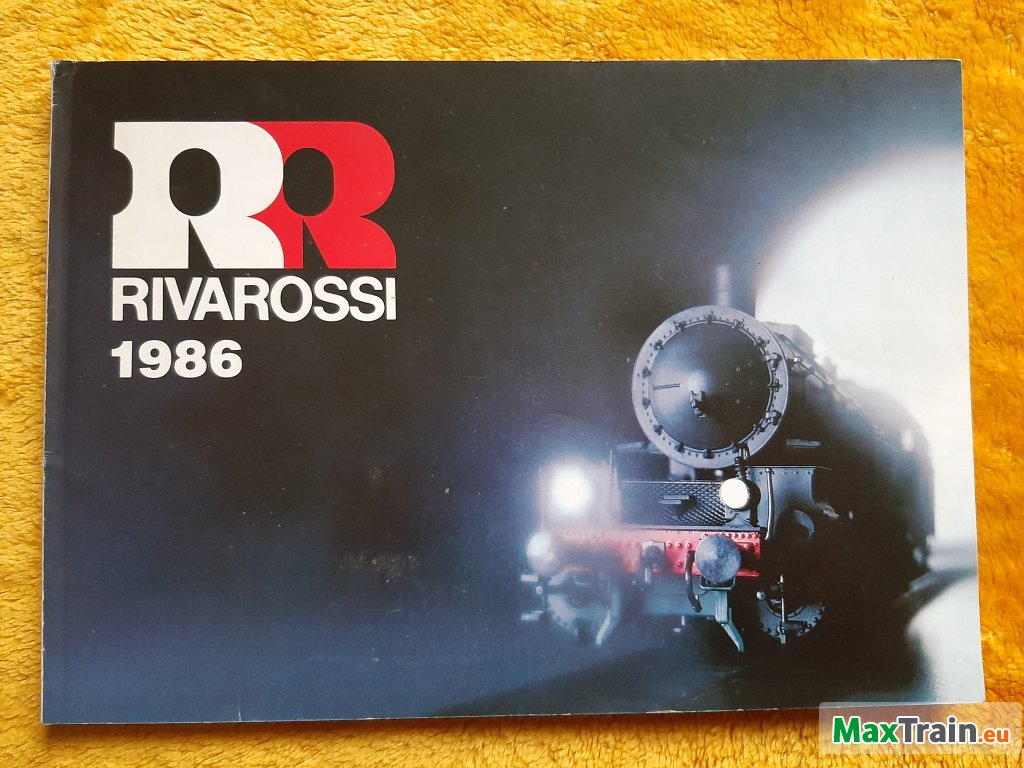 RR
RIVAROSSI
1986
MaxTrain.eu